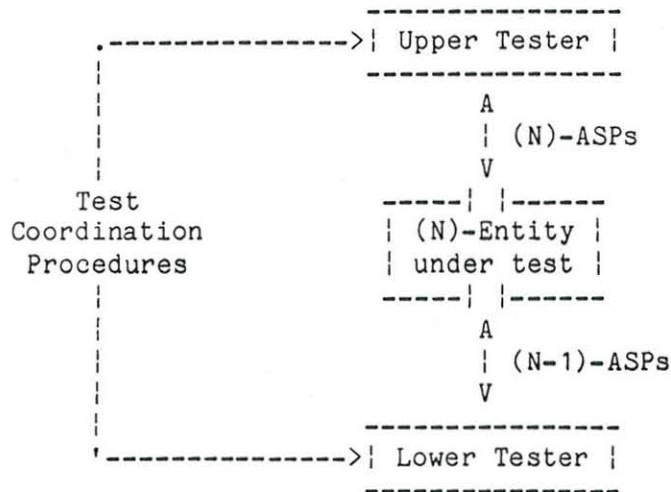 Upper Tester
(N)-ASPs
Test
Coordination
Procedures
(N)-Entity
under test
(N-1)-ASPs
Lower Tester